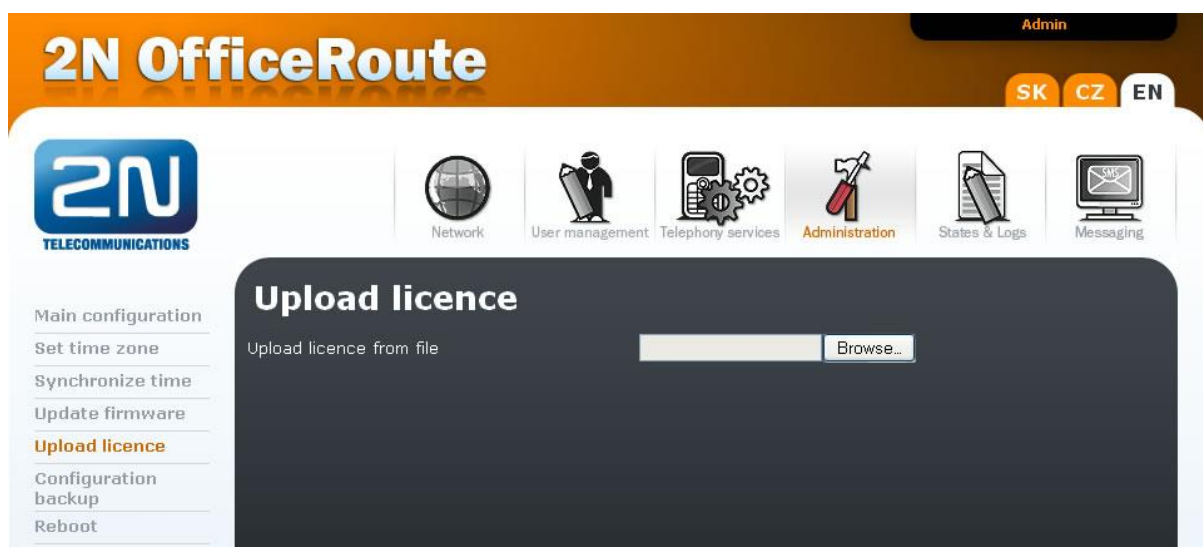 2N OfficeRoute
Admin
SK CZ EN
2N
TELECOMMUNICATIONS
Network
User management
Telephony services
Administration
States & Logs
SMS
Messaging
Main configuration
Set time zone
Synchronize time
Update firmware
Upload licence
Configuration
backup
Reboot
Upload licence
Upload licence from file
Browse...